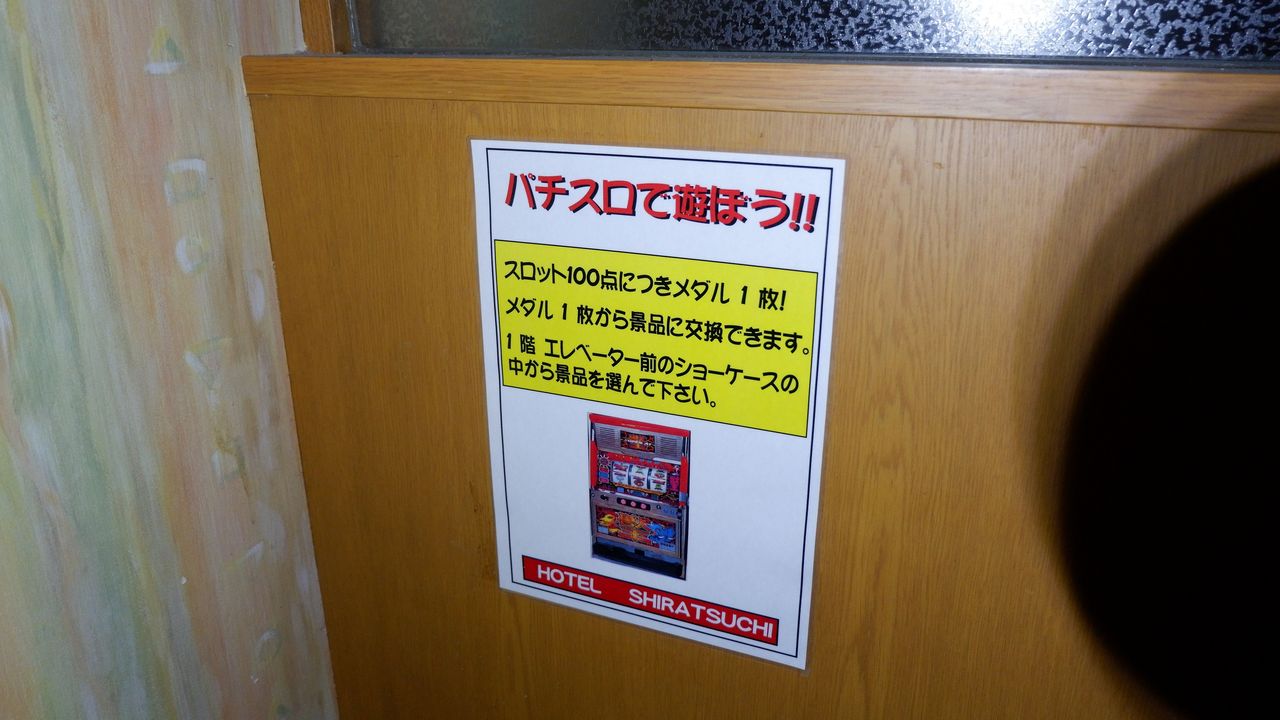 パチスロで遊ぼう!!
スロット100点につきメダル 1 枚!
メダル 1 枚から景品に交換できます。
1 階 エレベーター前のショーケースの
中から景品を選んで下さい。
HOTEL SHIRATSUCHI